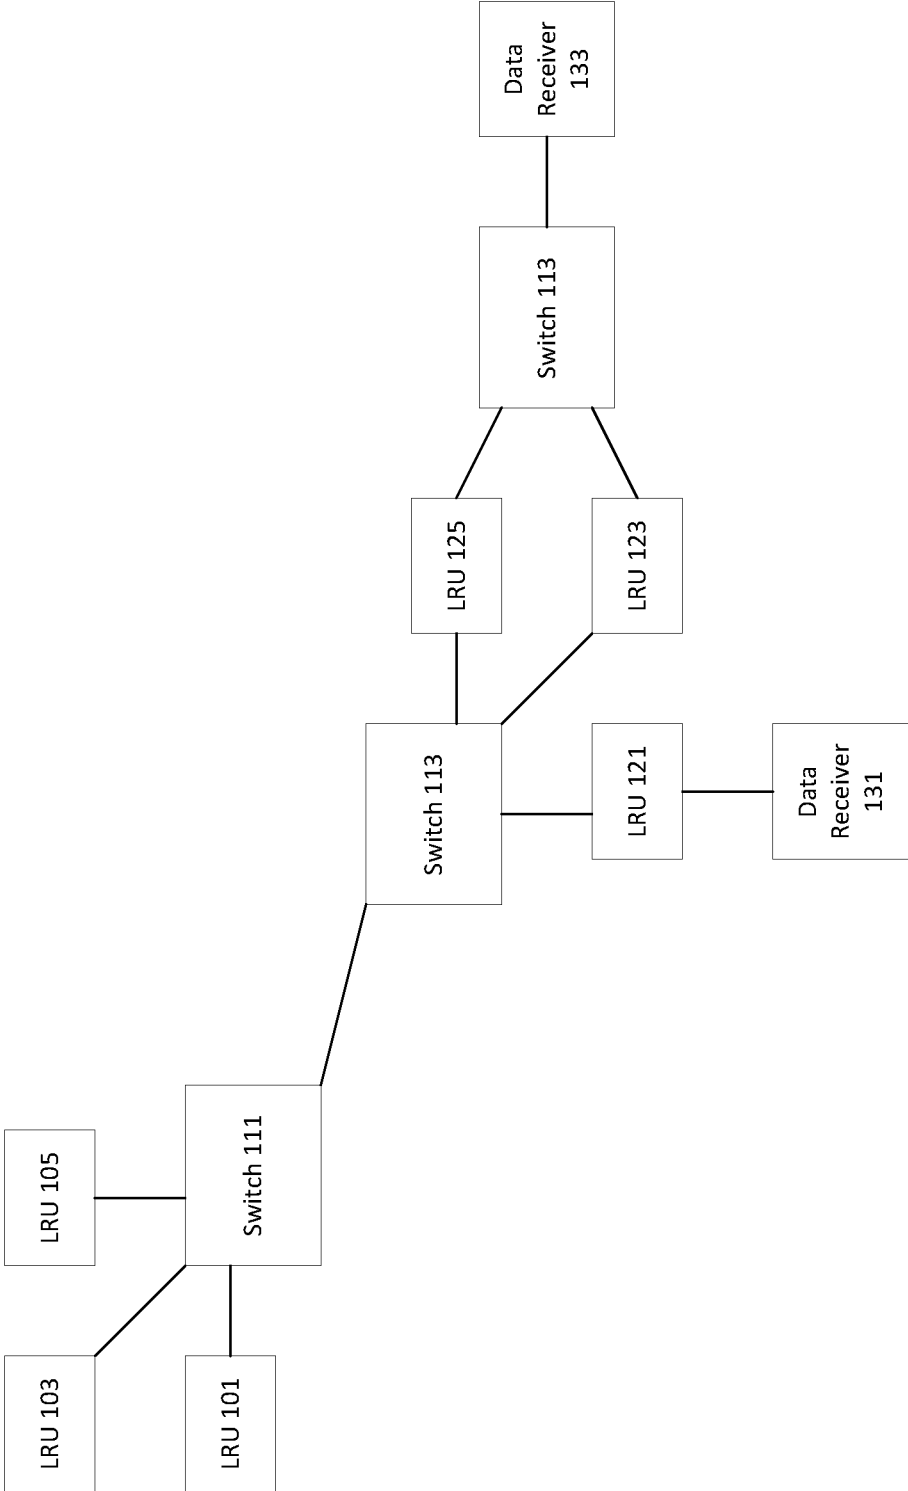 LRU 103
LRU 105
LRU 101
Switch 111
Switch 113
LRU 125
LRU 121
LRU 123
Switch 113
Data
Receiver
133
Data
Receiver
131